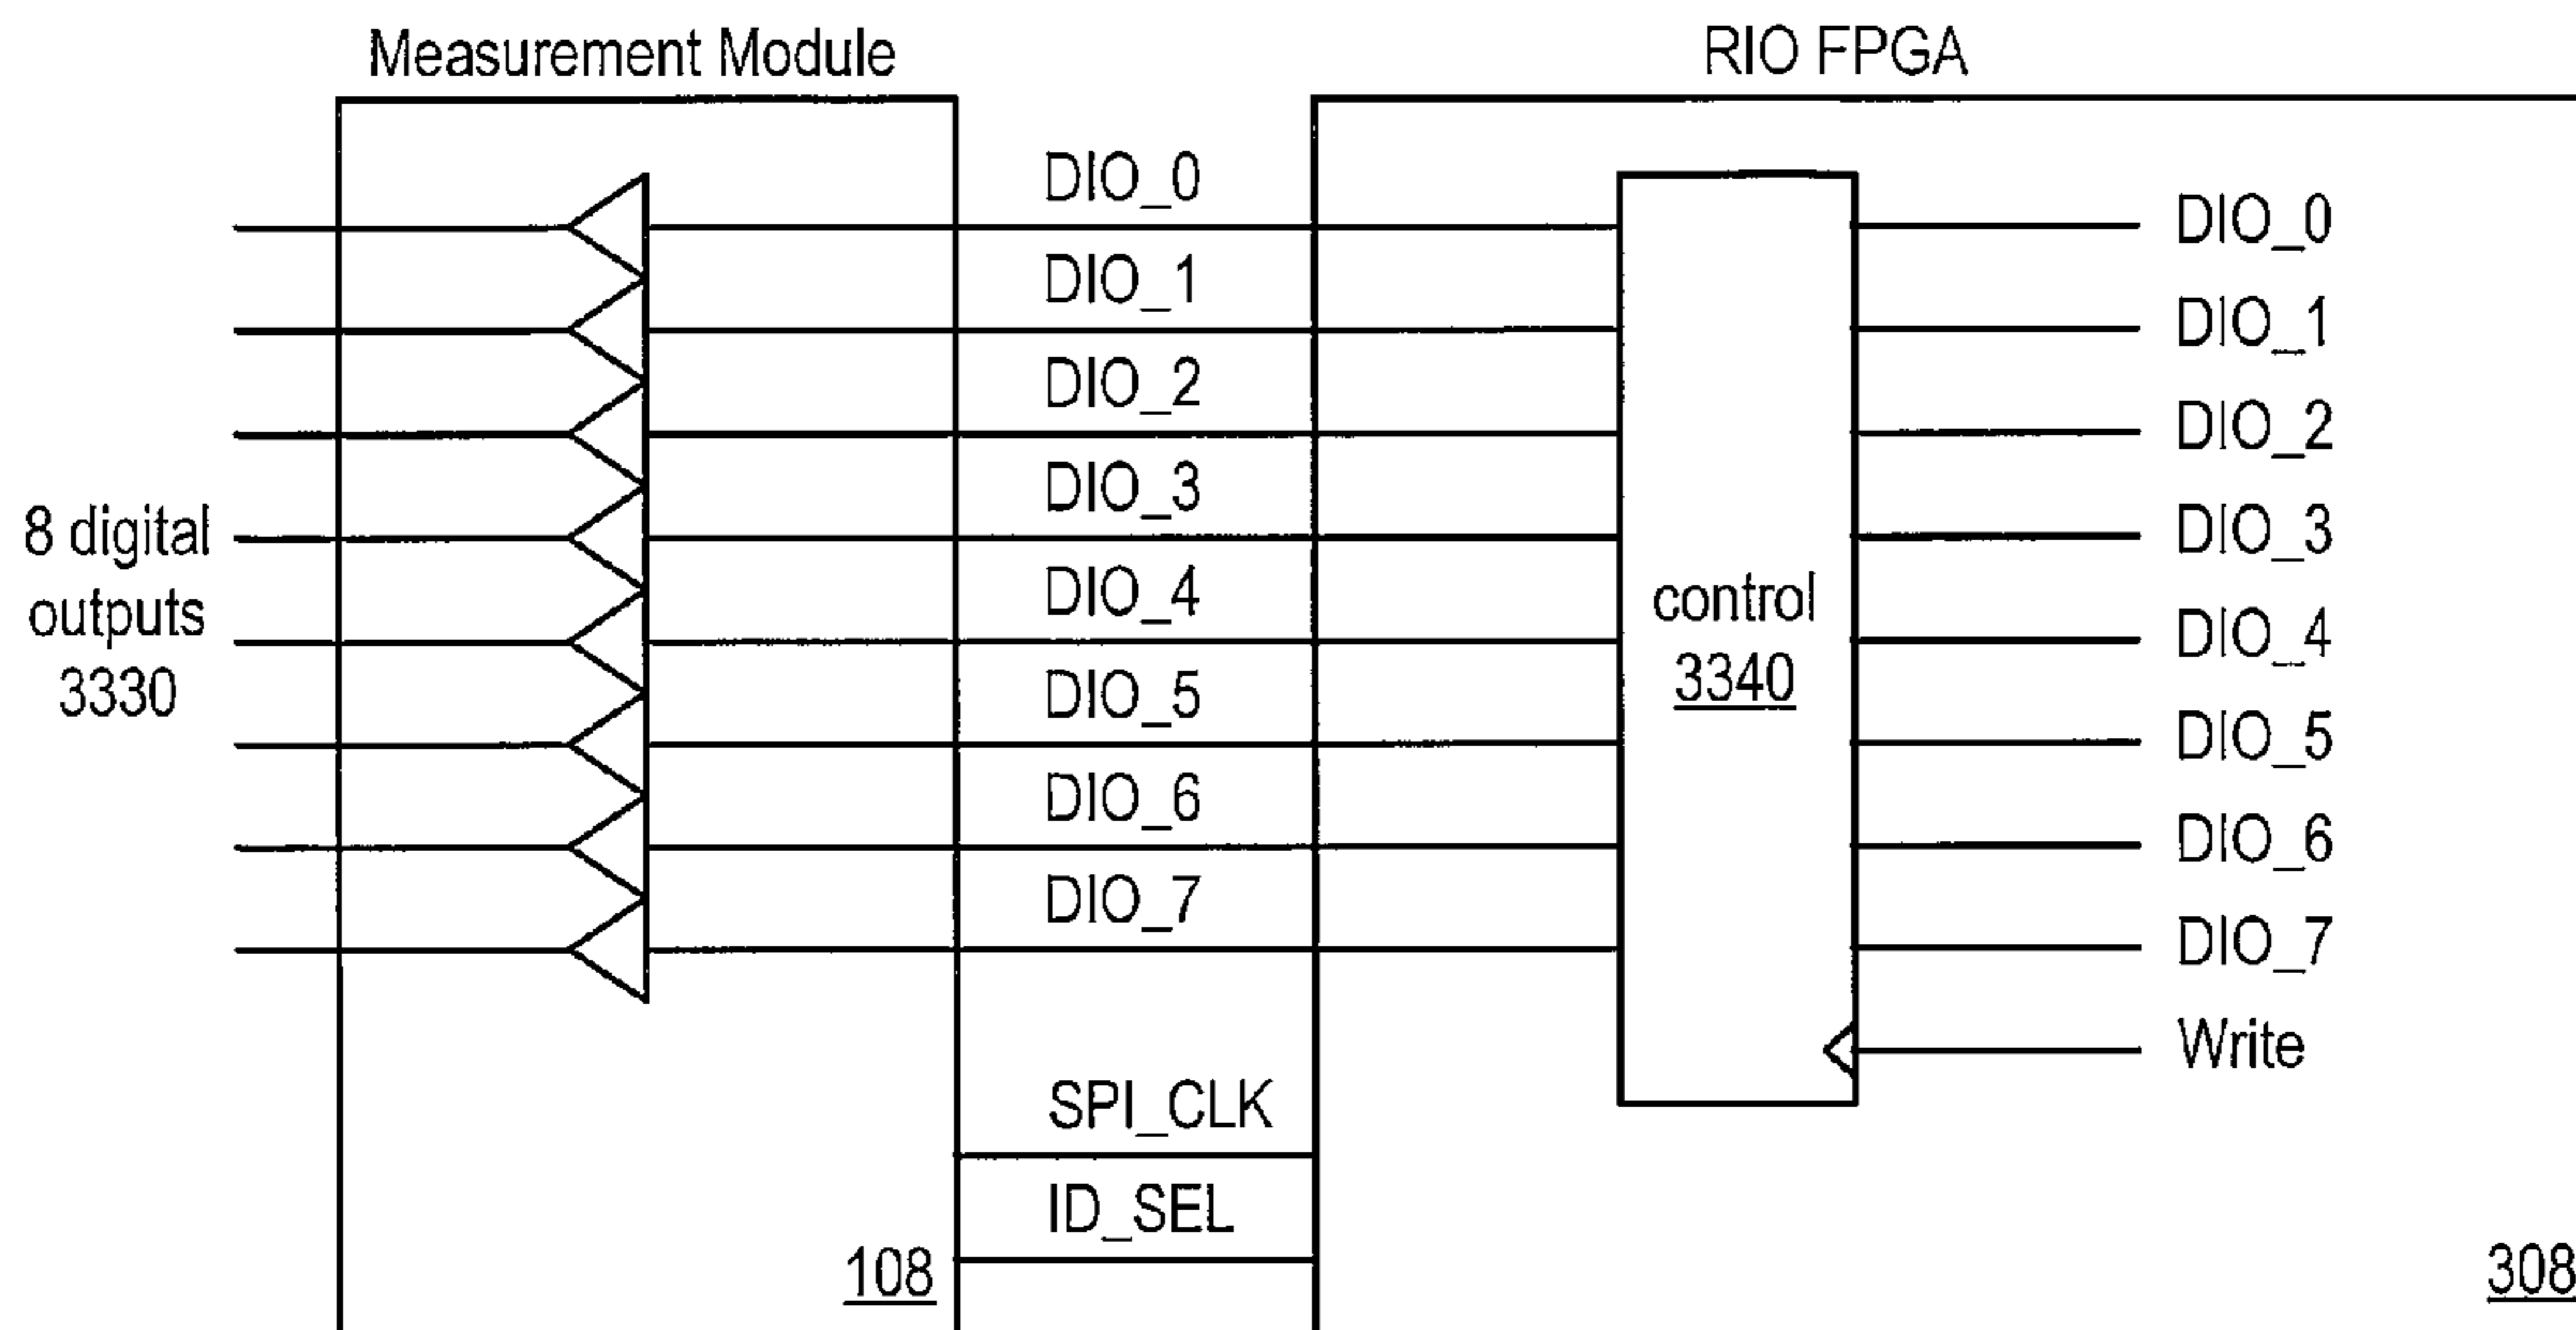 Measurement Module
RIO FPGA
DIO_0
DIO_1
DIO_2
DIO_3
DIO_4
DIO_5
DIO_6
DIO_7
SPI_CLK
ID_SEL
8 digital
outputs
3330
control
3340
DIO_0
DIO_1
DIO_2
DIO_3
DIO_4
DIO_5
DIO_6
DIO_7
Write
108
308